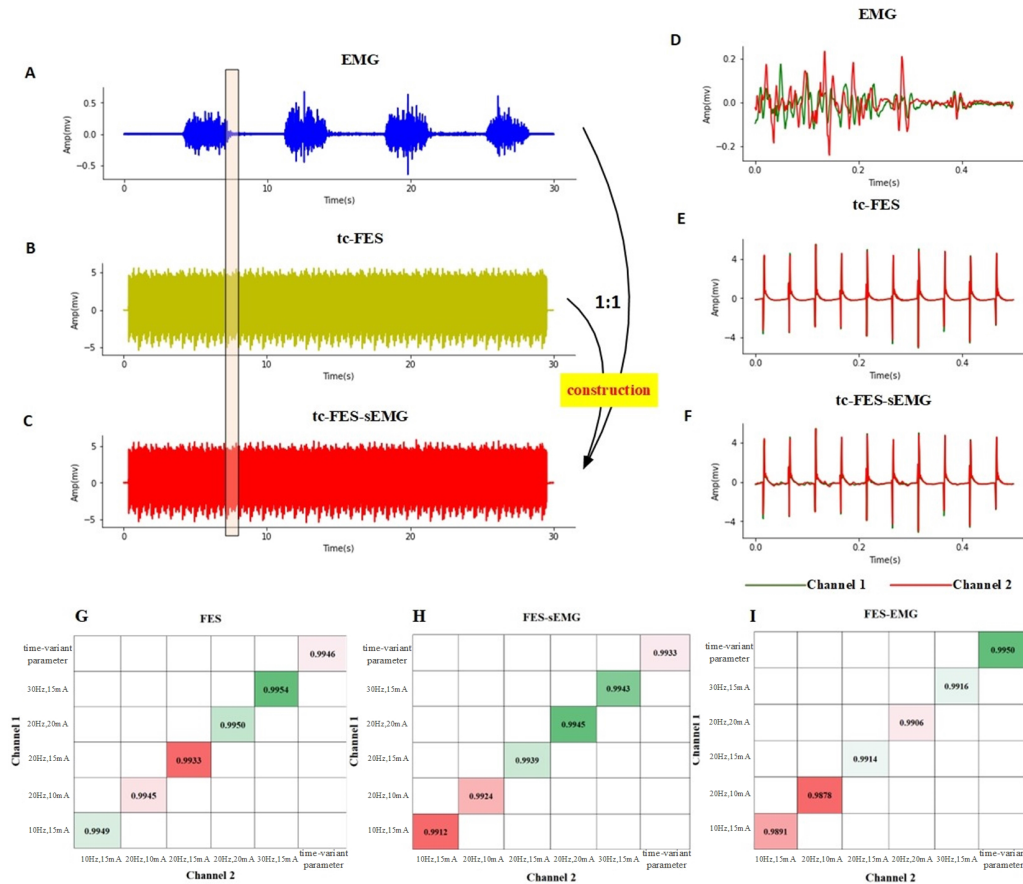 A
EMG
0.5
0.0
−0.5
Amp(mv)
0
10
20
30
Time(s)
B
tc-FES
5
0
−5
Amp(mv)
0
10
20
30
Time(s)
1:1
construction
C
tc-FES-sEMG
5
0
−5
Amp(mv)
0
10
20
30
Time(s)
D
EMG
0.2
0.0
−0.2
Amp(mv)
0.0
0.2
0.4
Time(s)
E
tc-FES
4
0
−4
Amp(mv)
0.0
0.2
0.4
Time(s)
F
tc-FES-sEMG
4
0
−4
Amp(mv)
0.0
0.2
0.4
Time(s)
Channel 1
Channel 2
G
FES
Channel 1
time-variant
parameter
0.9946
30Hz,15mA
0.9954
20Hz,20mA
0.9950
20Hz,15mA
0.9933
20Hz,10mA
0.9945
10Hz,15mA
0.9949
10Hz,15mA 20Hz,10mA 20Hz,15mA 20Hz,20mA 30Hz,15mA time-variant
parameter
Channel 2
H
FES-sEMG
Channel 1
time-variant
parameter
0.9933
30Hz,15mA
0.9943
20Hz,20mA
0.9945
20Hz,15mA
0.9939
20Hz,10mA
0.9924
10Hz,15mA
0.9912
10Hz,15mA 20Hz,10mA 20Hz,15mA 20Hz,20mA 30Hz,15mA time-variant
parameter
Channel 2
I
FES-EMG
Channel 1
time-variant
parameter
0.9950
30Hz,15mA
0.9916
20Hz,20mA
0.9906
20Hz,15mA
0.9914
20Hz,10mA
0.9878
10Hz,15mA
0.9891
10Hz,15mA 20Hz,10mA 20Hz,15mA 20Hz,20mA 30Hz,15mA time-variant
parameter
Channel 2